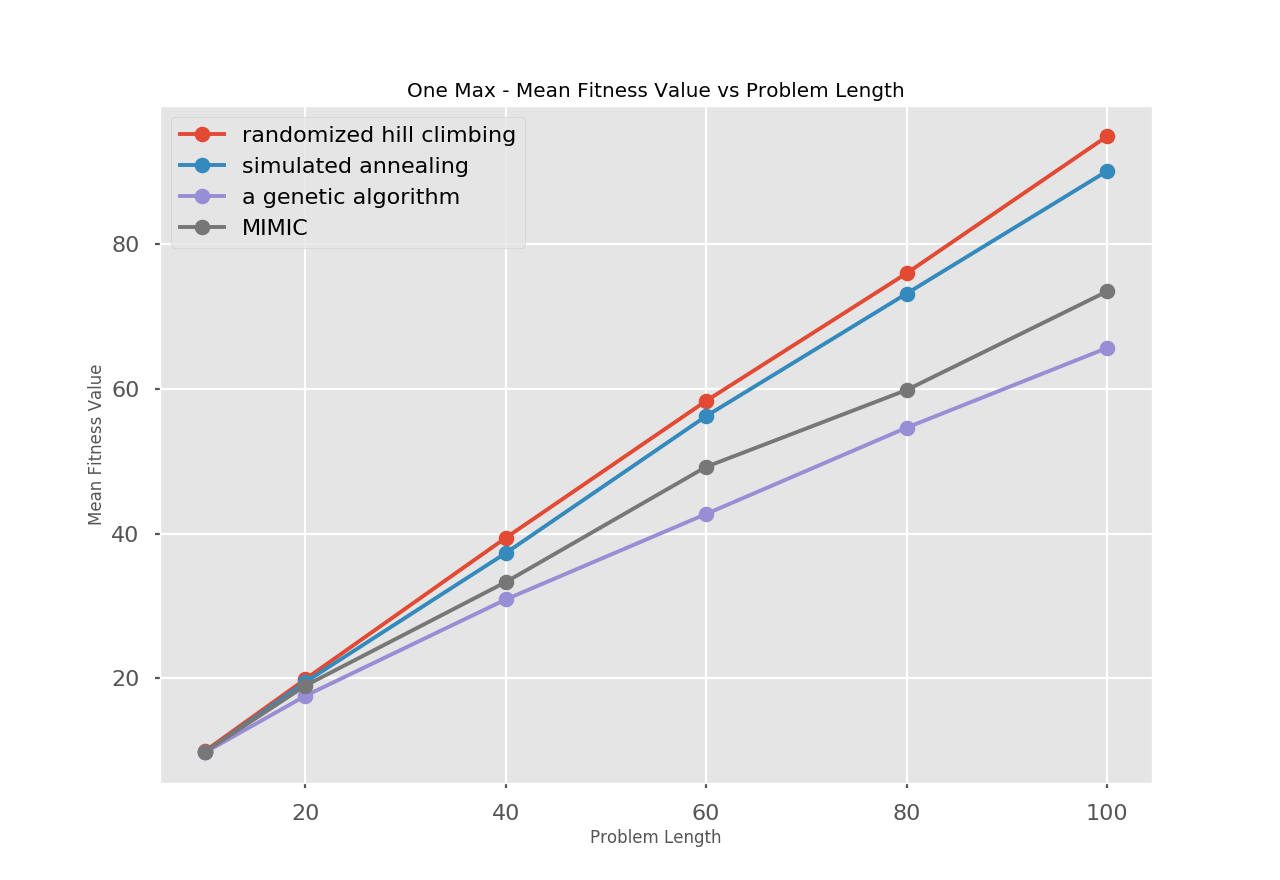 One Max - Mean Fitness Value vs Problem Length
randomized hill climbing
simulated annealing
a genetic algorithm
MIMIC
80
60
40
20
Mean Fitness Value
20 40 60 80 100
Problem Length